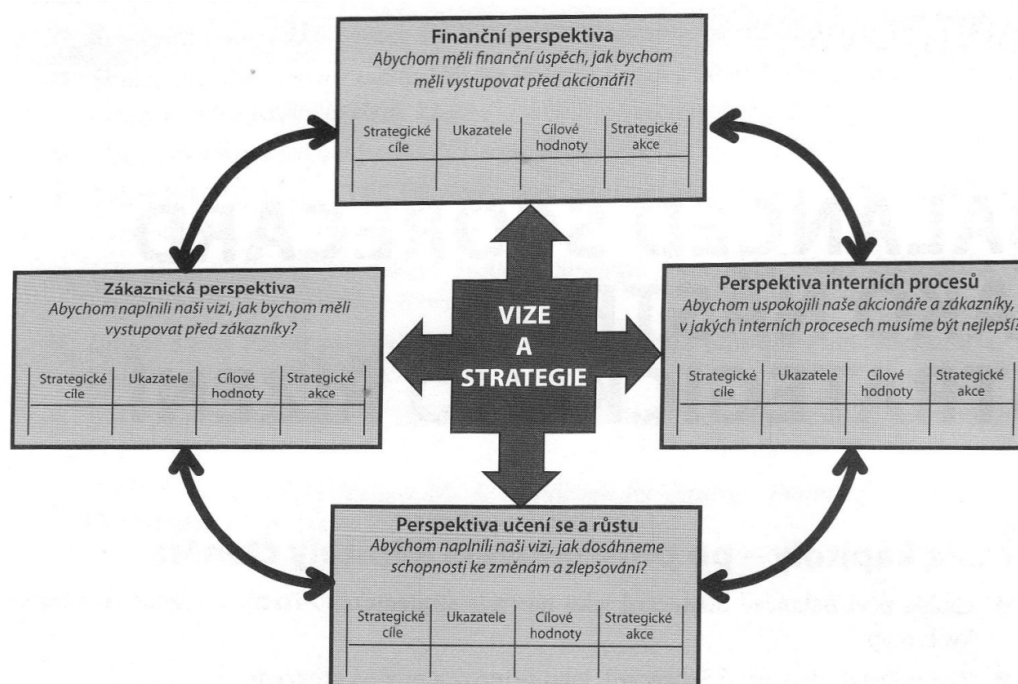 Finanční perspektiva
Abychom měli finanční úspěch, jak bychom
měli vystupovat před akcionáři?
Strategické cíle
Ukazatele
Cílové hodnoty
Strategické akce
Zákaznická perspektiva
Abychom naplnili naši vizi, jak bychom měli
vystupovat před zákazníky?
Strategické cíle
Ukazatele
Cílové hodnoty
Strategické akce
VIZE
A
STRATEGIE
Perspektiva interních procesů
Abychom uspokojili naše akcionáře a zákazníky,
v jakých interních procesech musíme být nejlepší?
Strategické cíle
Ukazatele
Cílové hodnoty
Strategické akce
Perspektiva učení se a růstu
Abychom naplnili naši vizi, jak dosáhneme
schopnosti ke změnám a zlepšování?
Strategické cíle
Ukazatele
Cílové hodnoty
Strategické akce